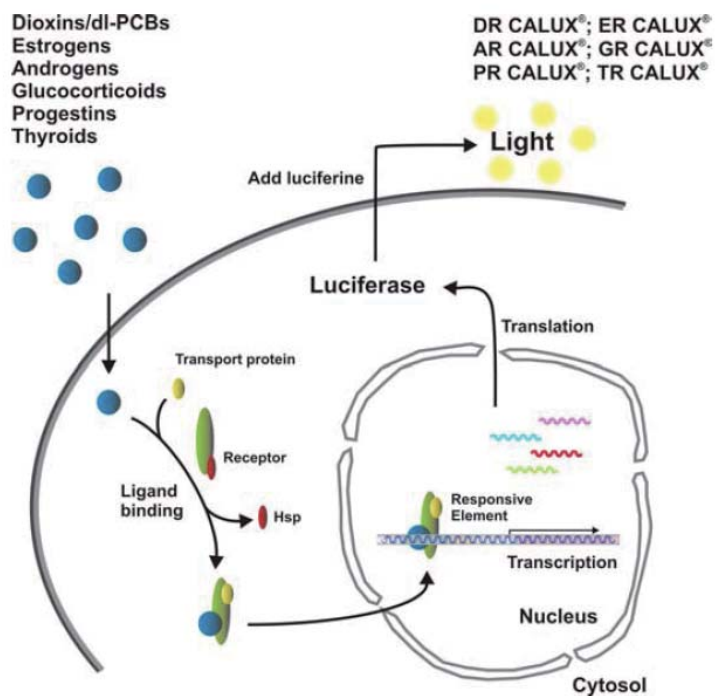 Dioxins/dl-PCBs
Estrogens
Androgens
Glucocorticoids
Progestins
Thyroids
DR CALUX®; ER CALUX®
AR CALUX®; GR CALUX®
PR CALUX®; TR CALUX®
Light
Add luciferine
Luciferase
Translation
Transport protein
Receptor
Ligand
binding
Hsp
Responsive
Element
Transcription
Nucleus
Cytosol